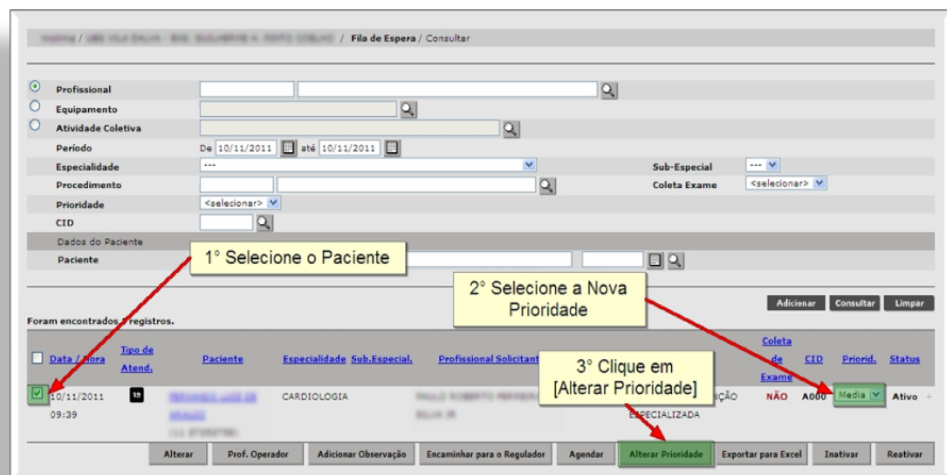 / Fila de Espera / Consultar
Profissional
Equipamento
Atividade Coletiva
Período De 10/11/2011 até 10/11/2011
Especialidade --- Sub-Especial ---
Procedimento Coleta Exame <selecionar>
Prioridade <selecionar>
CID
Dados do Paciente
Paciente
1° Selecione o Paciente
2° Selecione a Nova
Prioridade
Adicionar Consultar Limpar
Foram encontrados registros.
Data / Hora Tipo de Atend. Paciente Especialidade Sub.Especial. Profissional Solicitant Coleta de Exame CID Priorid. Status
3° Clique em
[Alterar Prioridade]
10/11/2011 CARDIOLOGIA NÇÃO NÃO A000 Media Ativo
09:39 ESPECIALIZADA
Alterar Prof. Operador Adicionar Observação Encaminhar para o Regulador Agendar Alterar Prioridade Exportar para Excel Inativar Reativar